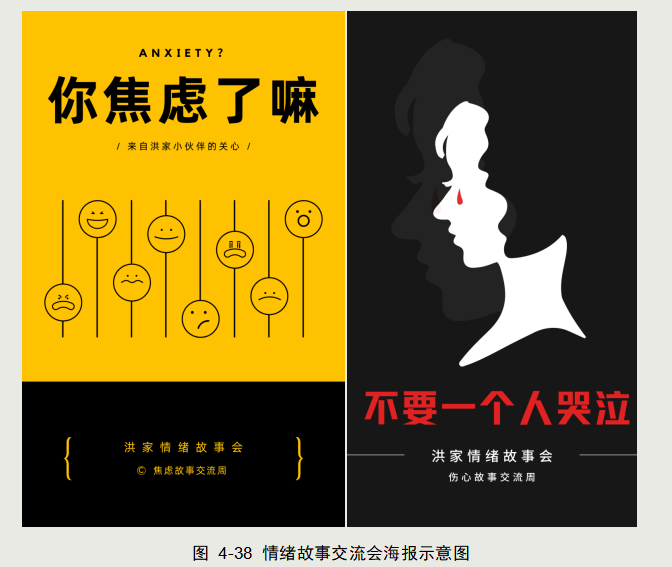 ANXIETY?
你焦虑了嘛
/ 来自洪家小伙伴的关心 /
洪家情绪故事会
© 焦虑故事交流周
不要一个人哭泣
洪家情绪故事会
伤心故事交流周
图 4-38 情绪故事交流会海报示意图